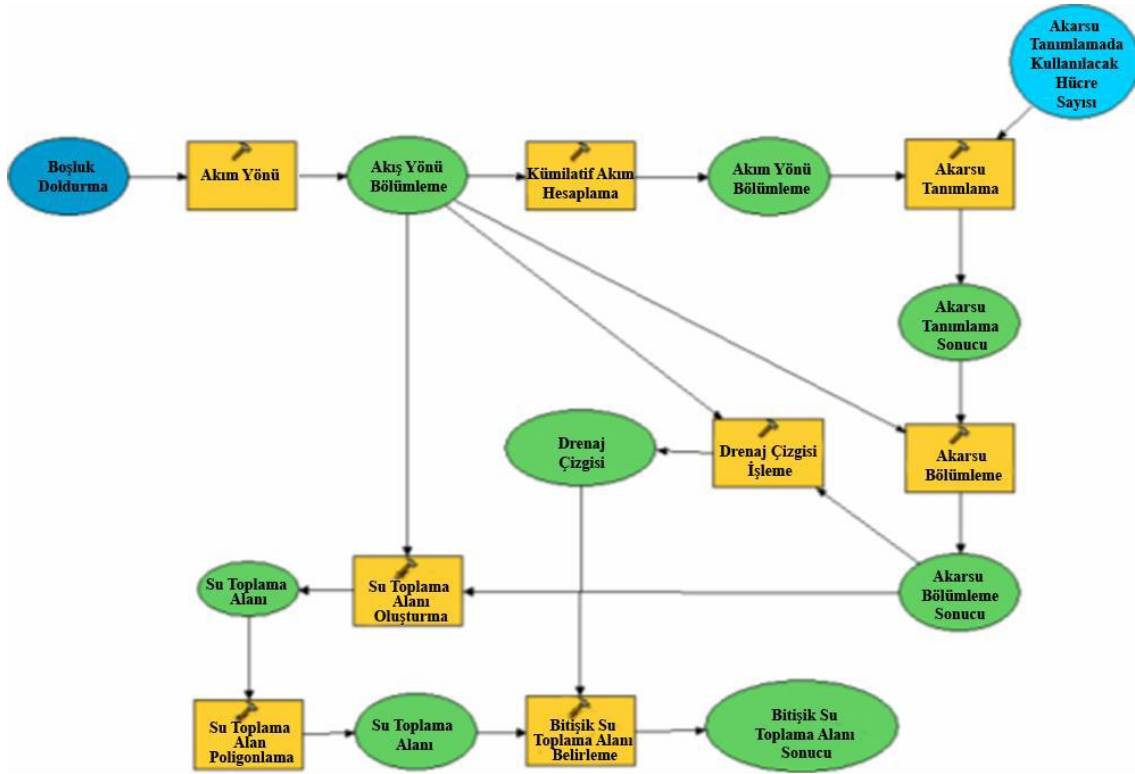 Akarsu
Tanımlamada
Kullanılacak
Hücre
Sayısı
Boşluk
Doldurma
Akım Yönü
Akış Yönü
Bölümleme
Kümilatif Akım
Hesaplama
Akım Yönü
Bölümleme
Akarsu
Tanımlama
Akarsu
Tanımlama
Sonucu
Drenaj
Çizgisi
Drenaj Çizgisi
İşleme
Akarsu
Bölümleme
Su Toplama
Alanı
Su Toplama
Alanı
Oluşturma
Akarsu
Bölümleme
Sonucu
Su Toplama
Alan
Poligonlama
Su Toplama
Alanı
Bitişik Su
Toplama Alanı
Belirleme
Bitişik Su
Toplama Alanı
Sonucu